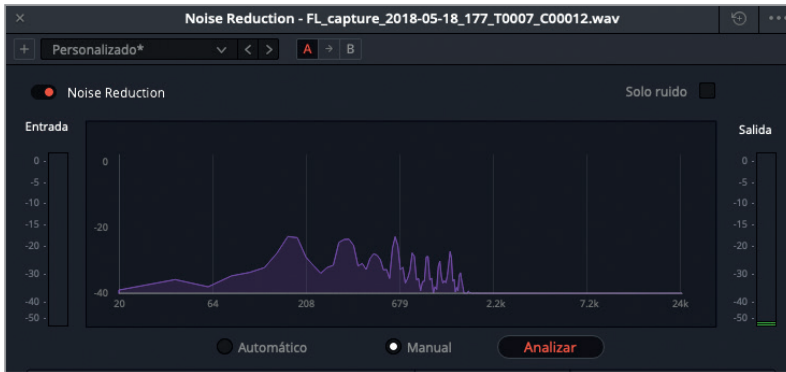 Noise Reduction - FL_capture_2018-05-18_177_T0007_C00012.wav
Personalizado*
A B
Noise Reduction
Solo ruido
Entrada
Salida
0 -
-5 -
-10 -
-15 -
-20 -
-30 -
-40 -
-50 -
0
-20
-40
20 64 208 679 2.2k 7.2k 24k
0 -
-5 -
-10 -
-15 -
-20 -
-30 -
-40 -
-50 -
Automático Manual Analizar